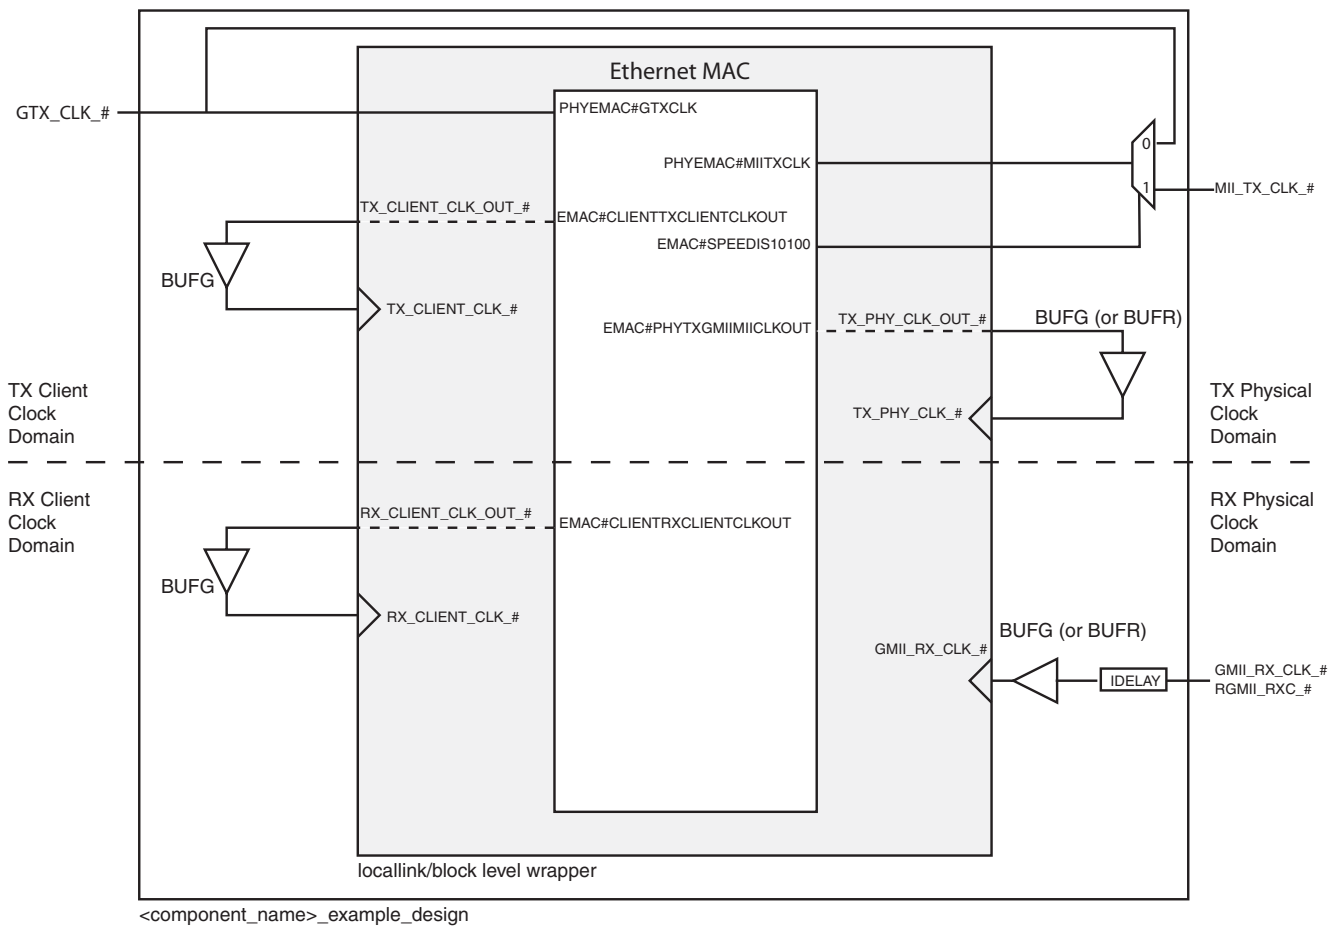 Ethernet MAC
GTX_CLK_#
PHYEMAC#GTXCLK
0
PHYEMAC#MIITXCLK
1
MII_TX_CLK_#
TX_CLIENT_CLK_OUT_#
EMAC#CLIENTTXCLIENTCLKOUT
EMAC#SPEEDIS10100
BUFG
TX_CLIENT_CLK_#
EMAC#PHYTXGMIIMIICLKOUT
TX_PHY_CLK_OUT_#
BUFG (or BUFR)
TX_PHY_CLK_#
TX Client
Clock
Domain
TX Physical
Clock
Domain
RX Client
Clock
Domain
RX Physical
Clock
Domain
RX_CLIENT_CLK_OUT_#
EMAC#CLIENTRXCLIENTCLKOUT
BUFG
RX_CLIENT_CLK_#
BUFG (or BUFR)
GMII_RX_CLK_#
IDELAY
GMII_RX_CLK_#
RGMII_RXC_#
locallink/block level wrapper
<component_name>_example_design